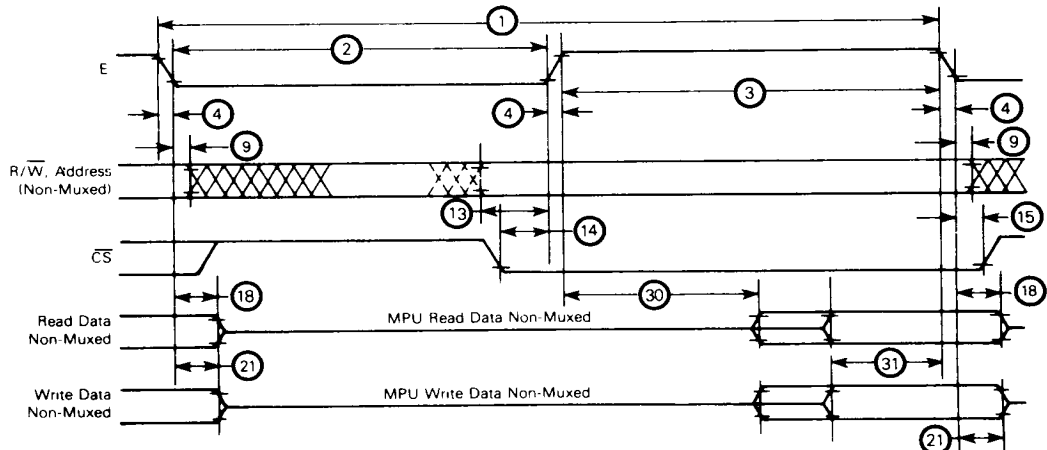 1
2
E
3
4
4
4
9
9
R/W̅, Address
(Non-Muxed)
13
14
15
C̅S̅
18
30
18
MPU Read Data Non-Muxed
Read Data
Non-Muxed
21
31
MPU Write Data Non-Muxed
Write Data
Non-Muxed
21